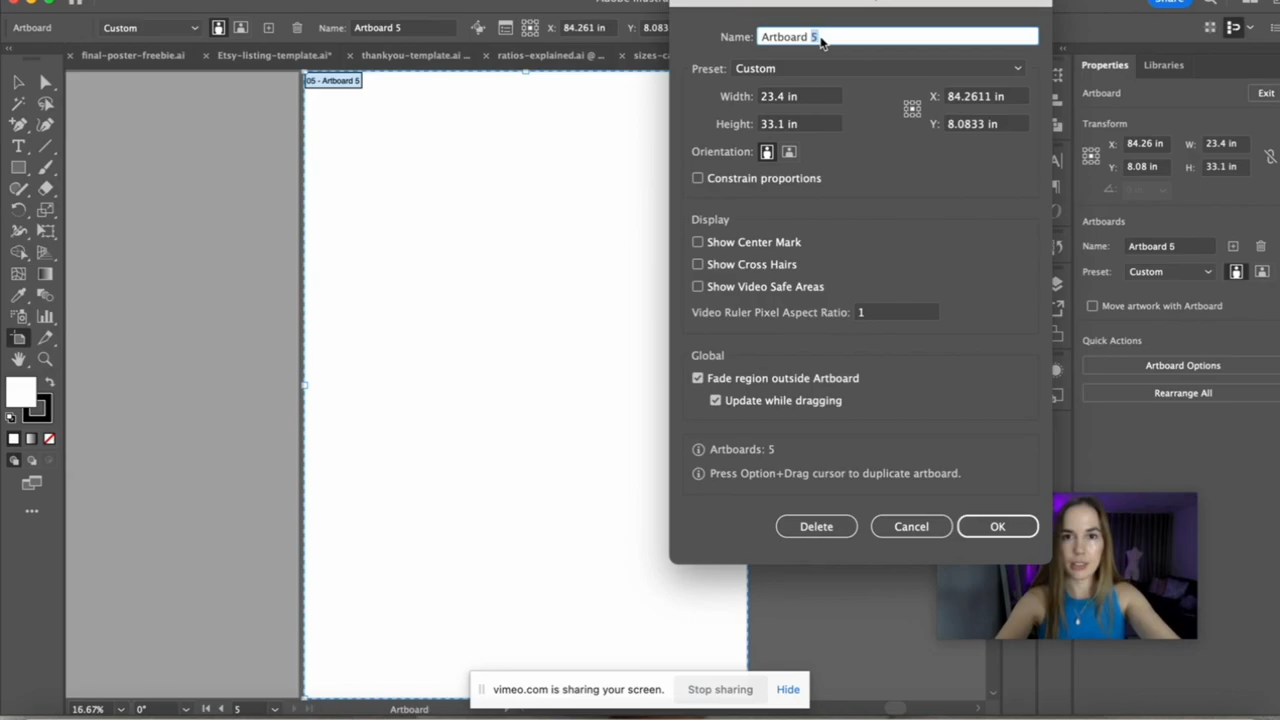 Share
Artboard
Custom
Name: Artboard 5
X: 84.261 in
Y: 8.083
final-poster-freebie.ai
Etsy-listing-template.ai*
thankyou-template.ai ...
ratios-explained.ai @ ...
sizes-ca
05 - Artboard 5
Name: Artboard 5
Preset: Custom
Width: 23.4 in
X: 84.2611 in
Height: 33.1 in
Y: 8.0833 in
Orientation:
Constrain proportions
Display
Show Center Mark
Show Cross Hairs
Show Video Safe Areas
Video Ruler Pixel Aspect Ratio: 1
Global
Fade region outside Artboard
Update while dragging
Artboards: 5
Press Option+Drag cursor to duplicate artboard.
Delete
Cancel
OK
Properties
Libraries
Artboard
Exit
Transform
X: 84.26 in
W: 23.4 in
Y: 8.08 in
H: 33.1 in
Artboards
Name: Artboard 5
Preset: Custom
Move artwork with Artboard
Quick Actions
Artboard Options
Rearrange All
vimeo.com is sharing your screen.
Stop sharing
Hide
16.67%
0°
5
Artboard